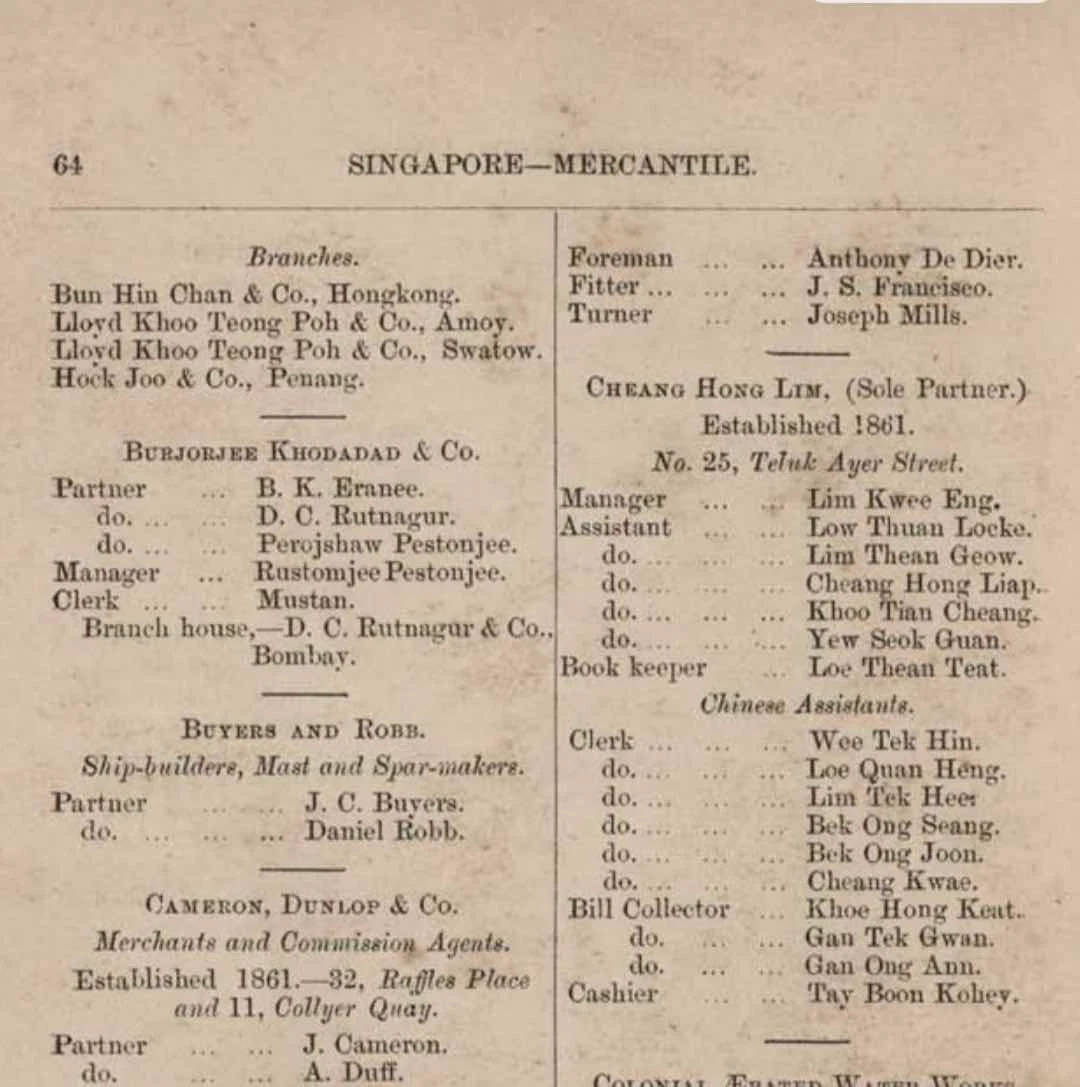 64 SINGAPORE—MERCANTILE.
Branches.
Bun Hin Chan & Co., Hongkong.
Lloyd Khoo Teong Poh & Co., Amoy.
Lloyd Khoo Teong Poh & Co., Swatow.
Hock Joo & Co., Penang.
BURJORJEE KHODADAD & CO.
Partner ... B. K. Eranee.
do. ... ... D. C. Rutnagur.
do. ... ... Perojshaw Pestonjee.
Manager ... Rustomjee Pestonjee.
Clerk ... ... Mustan.
Branch house,—D. C. Rutnagur & Co.,
Bombay.
BUYERS AND ROBB.
Ship-builders, Mast and Spar-makers.
Partner ... ... J. C. Buyers.
do. ... ... ... Daniel Robb.
CAMERON, DUNLOP & CO.
Merchants and Commission Agents.
Established 1861.—32, Raffles Place
and 11, Collyer Quay.
Partner ... ... J. Cameron.
do. ... ... A. Duff.
Foreman ... ... Anthony De Dier.
Fitter ... ... ... J. S. Francisco.
Turner ... ... Joseph Mills.
CHEANG HONG LIM, (Sole Partner.)
Established 1861.
No. 25, Teluk Ayer Street.
Manager ... ... Lim Kwee Eng.
Assistant ... ... Low Thuan Locke.
do. ... ... ... Lim Thean Geow.
do. ... ... ... Cheang Hong Liap.
do. ... ... ... Khoo Tian Cheang.
do. ... ... ... Yew Seok Guan.
Book keeper ... Loe Thean Teat.
Chinese Assistants.
Clerk ... ... ... Wee Tek Hin.
do. ... ... ... Loe Quan Heng.
do. ... ... ... Lim Tek Hee
do. ... ... ... Bek Ong Seang.
do. ... ... ... Bek Ong Joon.
do. ... ... ... Cheang Kwae.
Bill Collector ... Khoe Hong Keat.
do. ... ... Gan Tek Gwan.
do. ... ... Gan Ong Ann.
Cashier ... ... Tay Boon Kohey.
COLONIAL ÆRATED WATER WORKS